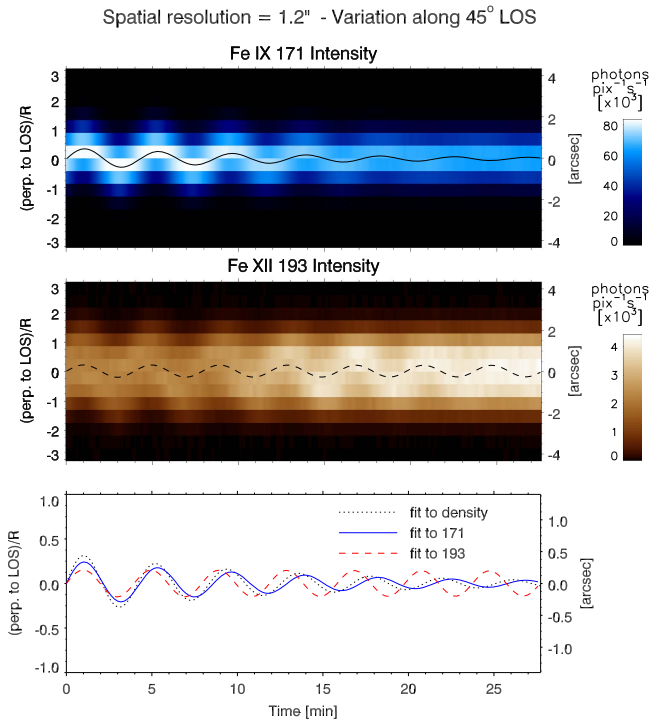 Spatial resolution = 1.2" - Variation along 45° LOS
Fe IX 171 Intensity
(perp. to LOS)/R
3
2
1
0
-1
-2
-3
4
2
0
-2
-4
[arcsec]
photons
pix⁻¹s⁻¹
[×10³]
80
60
40
20
0
Fe XII 193 Intensity
(perp. to LOS)/R
3
2
1
0
-1
-2
-3
4
2
0
-2
-4
[arcsec]
photons
pix⁻¹s⁻¹
[×10³]
4
3
2
1
0
(perp. to LOS)/R
1.0
0.5
0.0
-0.5
-1.0
fit to density
fit to 171
fit to 193
1.0
0.5
0.0
-0.5
-1.0
[arcsec]
0 5 10 15 20 25
Time [min]